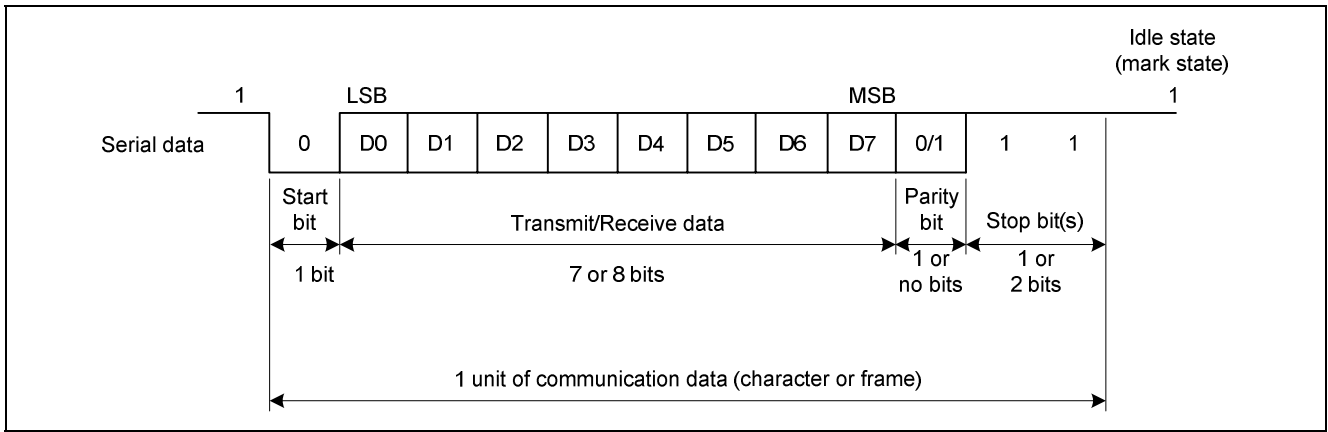 Idle state
(mark state)
1 LSB MSB 1
Serial data 0 D0 D1 D2 D3 D4 D5 D6 D7 0/1 1 1
Start
bit
Transmit/Receive data
Parity
bit
Stop bit(s)
1 bit
7 or 8 bits
1 or
no bits
1 or
2 bits
1 unit of communication data (character or frame)